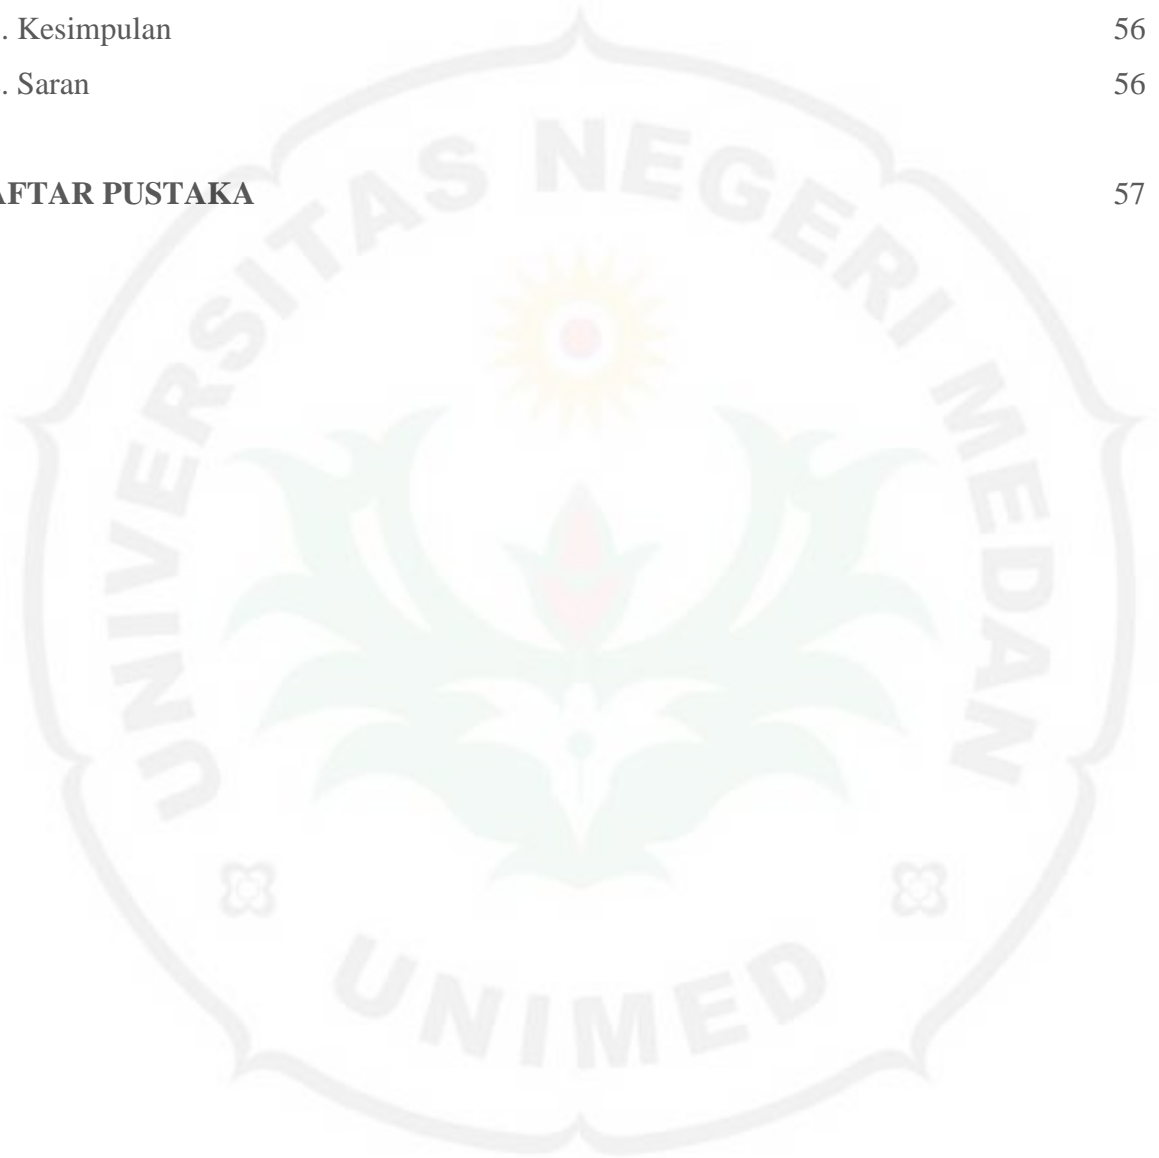 . Kesimpulan 56
. Saran 56
AFTAR PUSTAKA 57
UNIVERSITAS NEGERI MEDAN
UNIMED